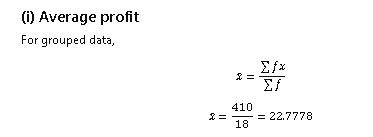 (i) Average profit
For grouped data,
x̄ = ∑fx / ∑f
x̄ = 410 / 18 = 22.7778